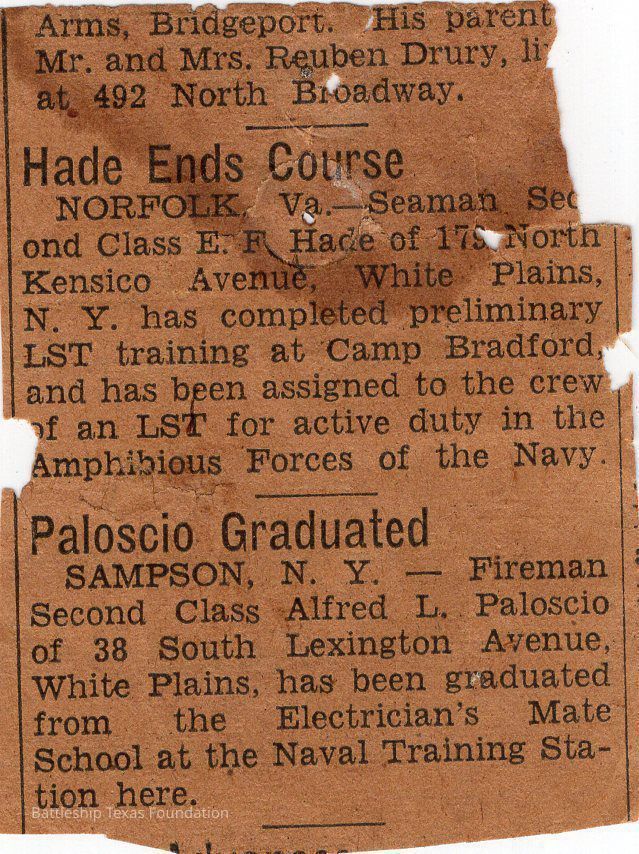 Arms, Bridgeport. His parent
Mr. and Mrs. Reuben Drury, li
at 492 North Broadway.
Hade Ends Course
NORFOLK, Va.—Seaman Sec
ond Class E. F. Hade of 179 North
Kensico Avenue, White Plains,
N. Y. has completed preliminary
LST training at Camp Bradford,
and has been assigned to the crew
of an LST for active duty in the
Amphibious Forces of the Navy.
Paloscio Graduated
SAMPSON, N. Y. — Fireman
Second Class Alfred L. Paloscio
of 38 South Lexington Avenue,
White Plains, has been graduated
from the Electrician's Mate
School at the Naval Training Sta-
tion here.
Battleship Texas Foundation